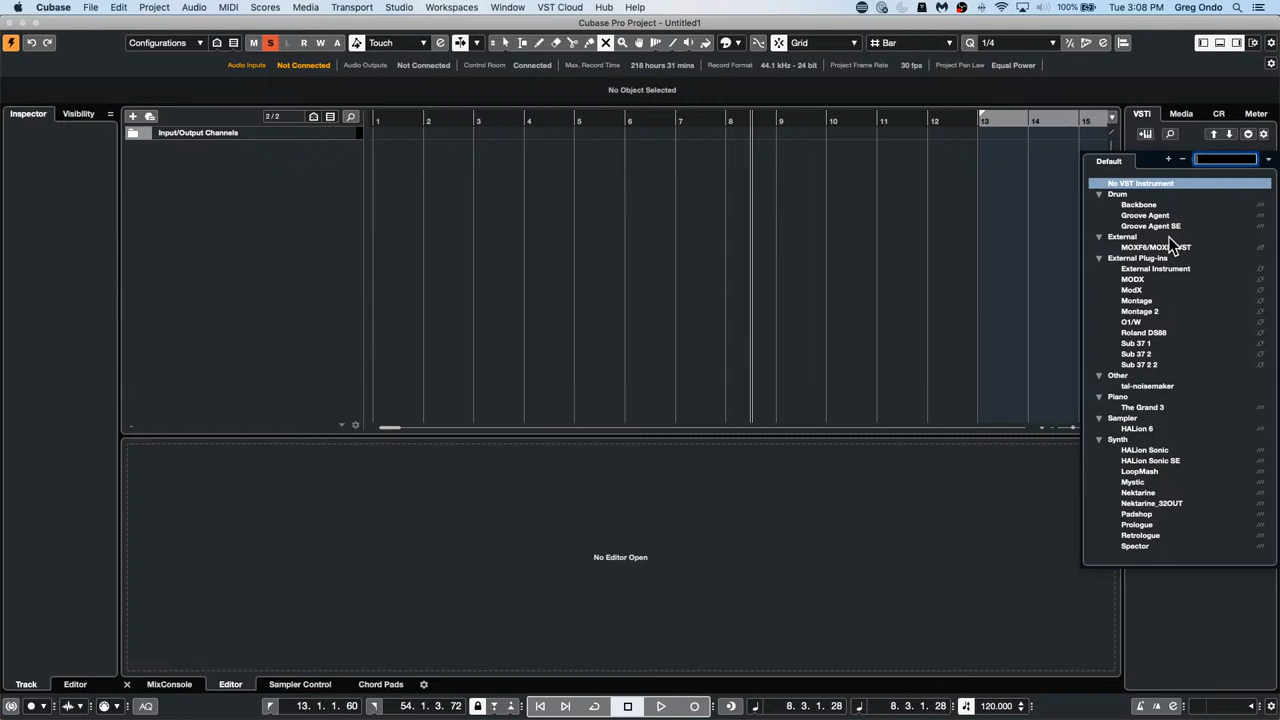 Cubase File Edit Project Audio MIDI Scores Media Transport Studio Workspaces Window VST Cloud Hub Help 100% Tue 3:08 PM Greg Ondo
Cubase Pro Project - Untitled1
Configurations M S L R W A Touch Grid Bar Q 1/4
Audio Inputs Not Connected Audio Outputs Not Connected Control Room Connected Max. Record Time 218 hours 31 mins Record Format 44.1 kHz - 24 bit Project Frame Rate 30 fps Project Pan Law Equal Power
No Object Selected
Inspector Visibility 2 / 2 1 2 3 4 5 6 7 8 9 10 11 12 13 14 15 VSTi Media CR Meter
Input/Output Channels
Default
No VST Instrument
Drum
Backbone
Groove Agent
Groove Agent SE
External
External Plug-ins
External Instrument
MODX
ModX
Montage
Montage 2
O1/W
Roland DS88
Sub 37 1
Sub 37 2
Sub 37 2 2
Other
tal-noisemaker
Piano
The Grand 3
Sampler
HALion 6
Synth
HALion Sonic
HALion Sonic SE
LoopMash
Mystic
Nektarine
Nektarine_32OUT
Padshop
Prologue
Retrologue
Spector
No Editor Open
Track Editor MixConsole Editor Sampler Control Chord Pads
AQ 13. 1. 1. 60 54. 1. 3. 72 8. 3. 1. 28 8. 3. 1. 28 120.000